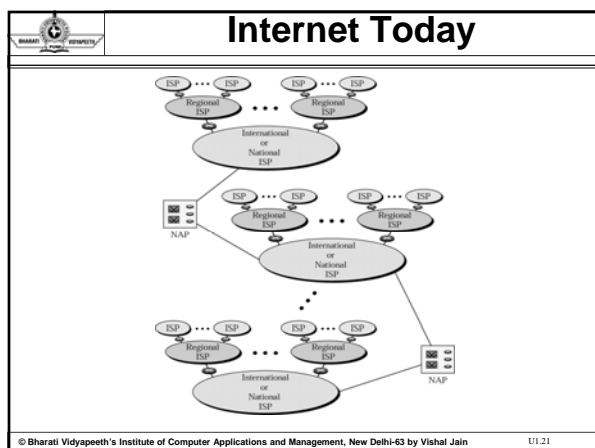 BHARATI
VIDYAPEETH
PUNE
Internet Today
ISP ••• ISP ISP ••• ISP
Regional
ISP
•••
Regional
ISP
International
or
National
ISP
NAP
ISP ••• ISP ISP ••• ISP
Regional
ISP
•••
Regional
ISP
International
or
National
ISP
ISP ••• ISP ISP ••• ISP
Regional
ISP
•••
Regional
ISP
International
or
National
ISP
NAP
© Bharati Vidyapeeth's Institute of Computer Applications and Management, New Delhi-63 by Vishal Jain U1.21